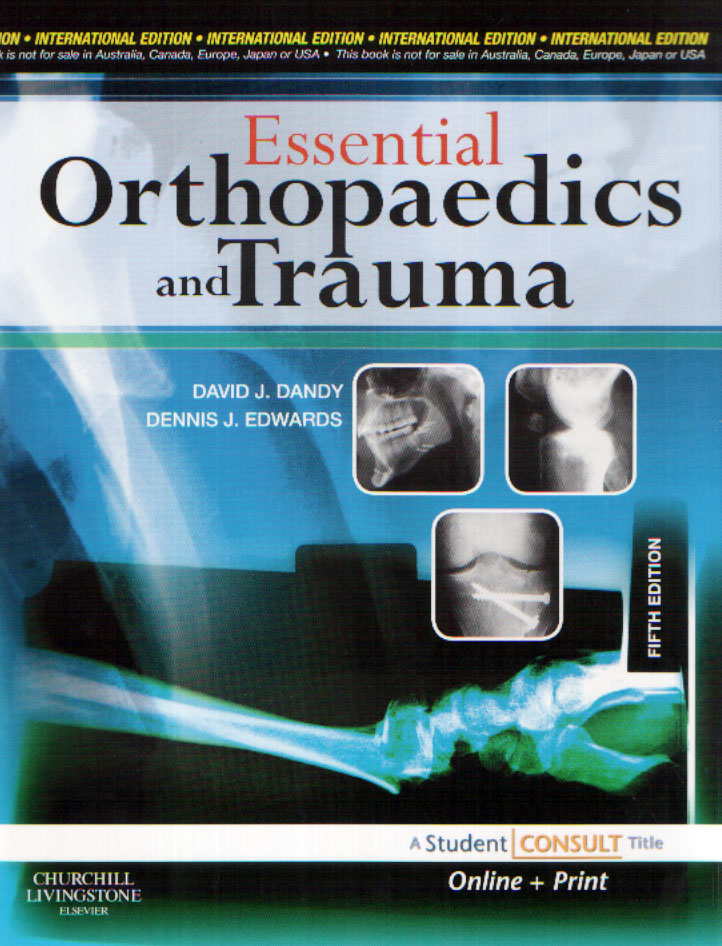 ION • INTERNATIONAL EDITION • INTERNATIONAL EDITION • INTERNATIONAL EDITION • INTERNATIONAL EDITION
k is not for sale in Australia, Canada, Europe, Japan or USA • This book is not for sale in Australia, Canada, Europe, Japan or USA
Essential
Orthopaedics
and Trauma
DAVID J. DANDY
DENNIS J. EDWARDS
FIFTH EDITION
A Student CONSULT Title
Online + Print
CHURCHILL
LIVINGSTONE
ELSEVIER